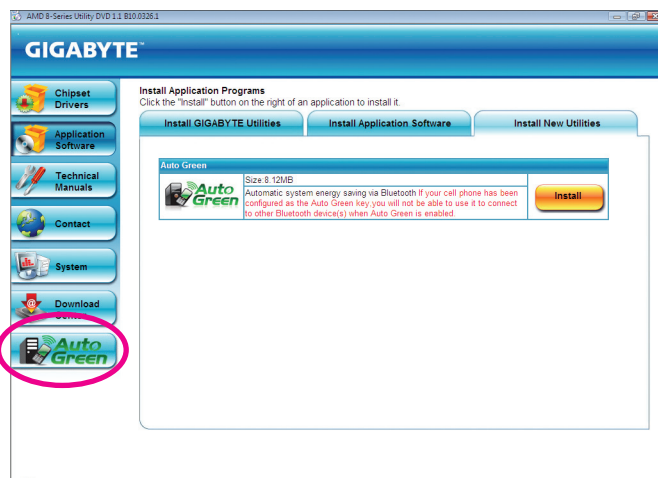 AMD 8-Series Utility DVD 1.1 B10.0326.1
GIGABYTE™
Chipset
Drivers
Application
Software
Technical
Manuals
Contact
System
Download
Center
Auto
Green
Install Application Programs
Click the "Install" button on the right of an application to install it.
Install GIGABYTE Utilities
Install Application Software
Install New Utilities
Auto Green
Auto
Green
Size:8.12MB
Automatic system energy saving via Bluetooth If your cell phone has been
configured as the Auto Green key,you will not be able to use it to connect
to other Bluetooth device(s) when Auto Green is enabled.
Install